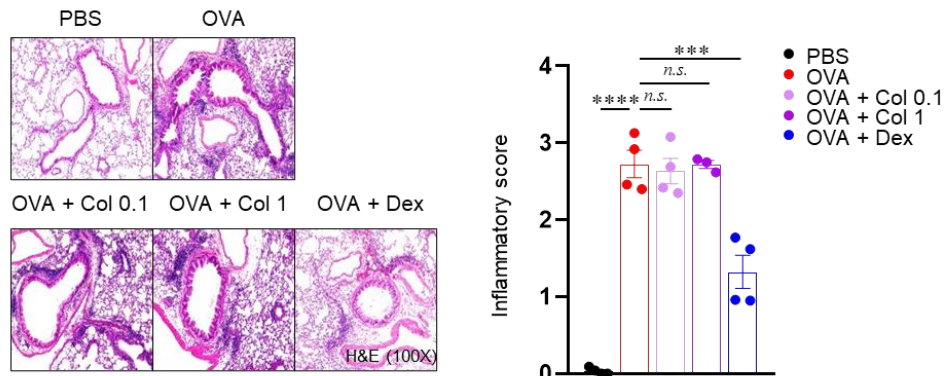 PBS
OVA
OVA + Col 0.1
OVA + Col 1
OVA + Dex
H&E (100X)
Inflammatory score
4
3
2
1
0
***
n.s.
****
n.s.
PBS
OVA
OVA + Col 0.1
OVA + Col 1
OVA + Dex